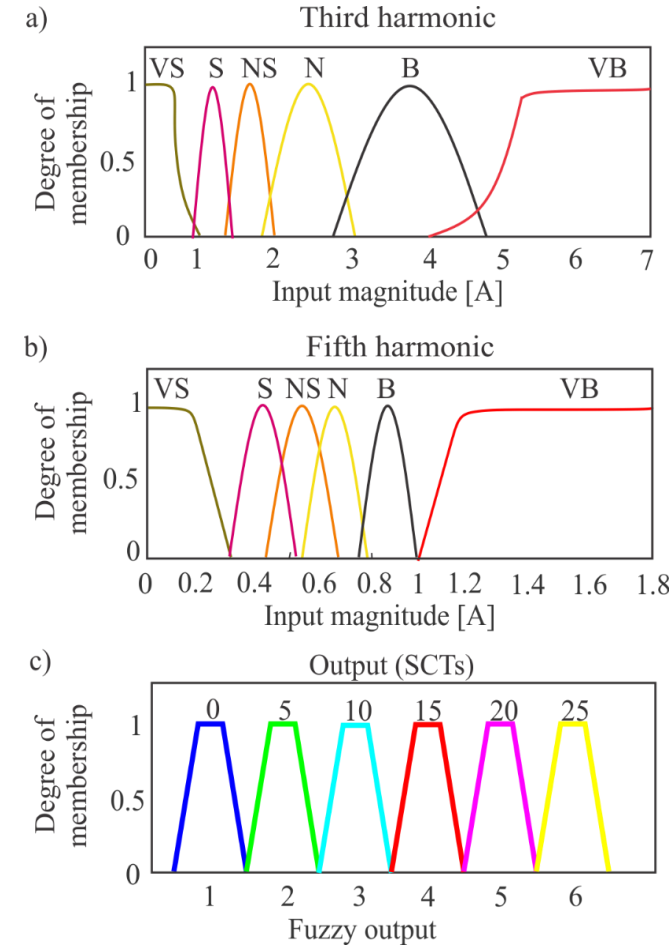 a) Third harmonic
VS S NS N B VB
Degree of membership
1
0.5
0
0 1 2 3 4 5 6 7
Input magnitude [A]
b) Fifth harmonic
VS S NS N B VB
Degree of membership
1
0.5
0
0 0.2 0.4 0.6 0.8 1 1.2 1.4 1.6 1.8
Input magnitude [A]
c) Output (SCTs)
0 5 10 15 20 25
Degree of membership
1
0.5
0
1 2 3 4 5 6
Fuzzy output